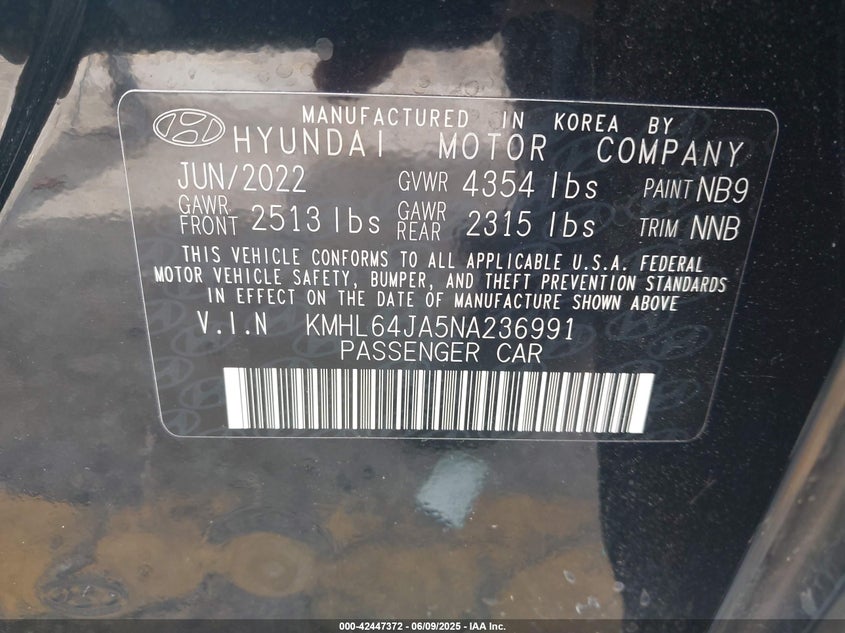 MANUFACTURED IN KOREA BY
HYUNDAI MOTOR COMPANY
JUN/2022 GVWR 4354 lbs PAINT NB9
GAWR FRONT 2513 lbs GAWR REAR 2315 lbs TRIM NNB
THIS VEHICLE CONFORMS TO ALL APPLICABLE U.S.A. FEDERAL
MOTOR VEHICLE SAFETY, BUMPER, AND THEFT PREVENTION STANDARDS
IN EFFECT ON THE DATE OF MANUFACTURE SHOWN ABOVE
V.I.N KMHL64JA5NA236991
PASSENGER CAR
000-42447372 - 06/09/2025 - IAA Inc.